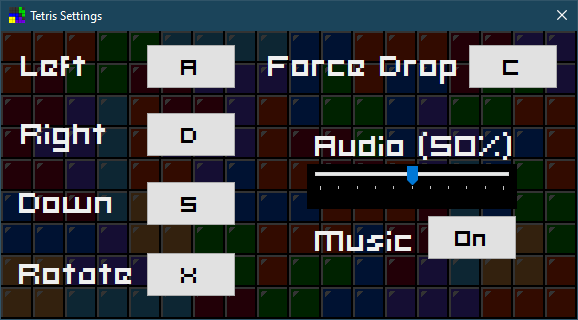 Tetris Settings
Left A
Force Drop C
Right D
Audio (50%)
Down S
Music On
Rotate X